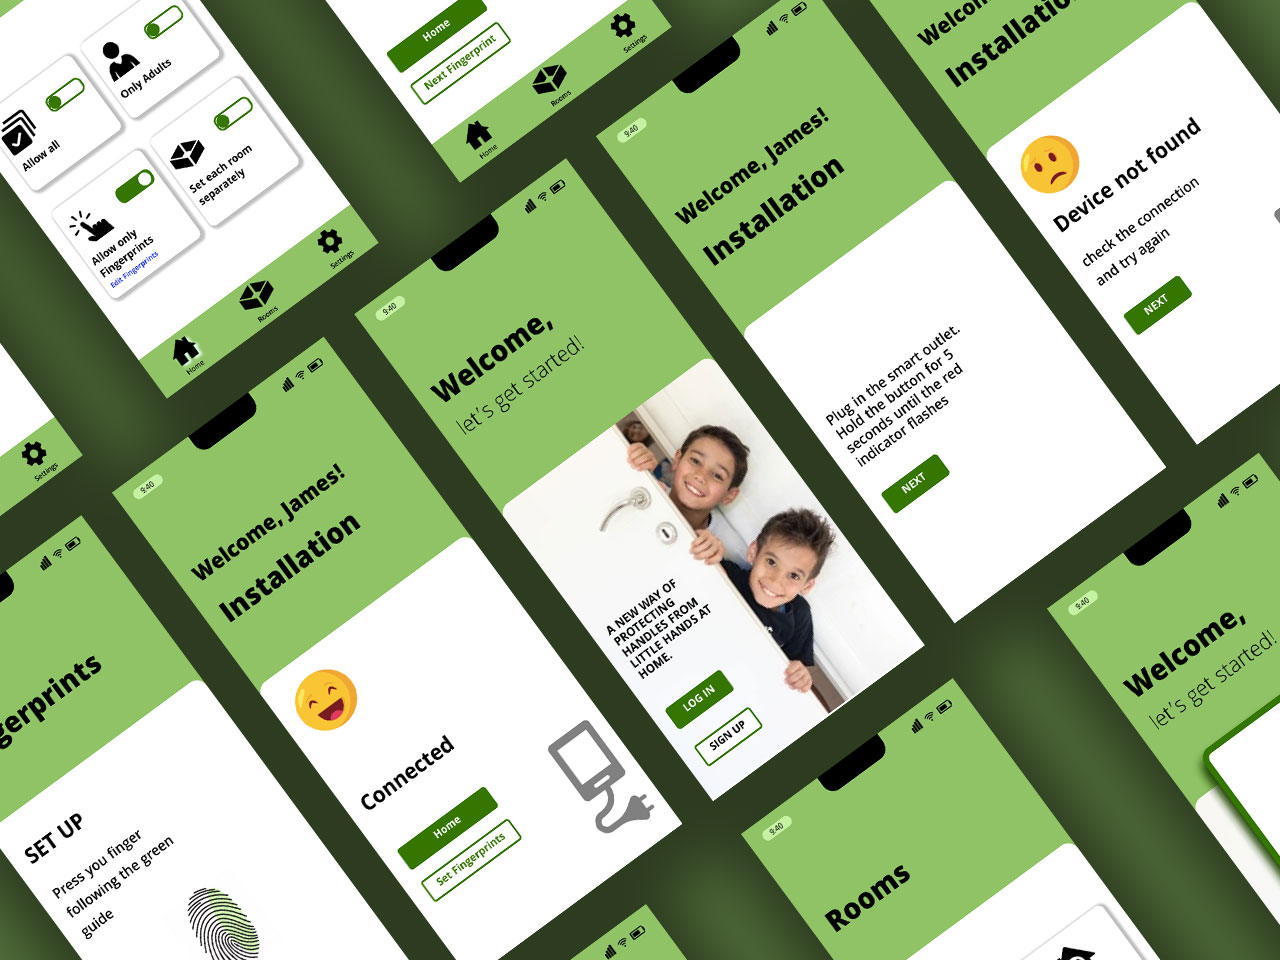 Only Adults
Allow all
Set each room
separately
Allow only
Fingerprints
Edit Fingerprints
Home
Rooms
Settings
Home
Next Fingerprint
Home
Rooms
Settings
Settings
gerprints
SET UP
Press you finger
following the green
guide
9:40
Welcome, James!
Installation
Connected
Home
Set Fingerprints
9:40
Welcome,
let's get started!
A NEW WAY OF
PROTECTING
HANDLES FROM
LITTLE HANDS AT
HOME.
LOG IN
SIGN UP
9:40
Welcome, James!
Installation
Plug in the smart outlet.
Hold the button for 5
seconds until the red
indicator flashes
NEXT
Welcom
Installatio
Device not found
check the connection
and try again
NEXT
9:40
Rooms
9:40
Welcome,
let's get started!